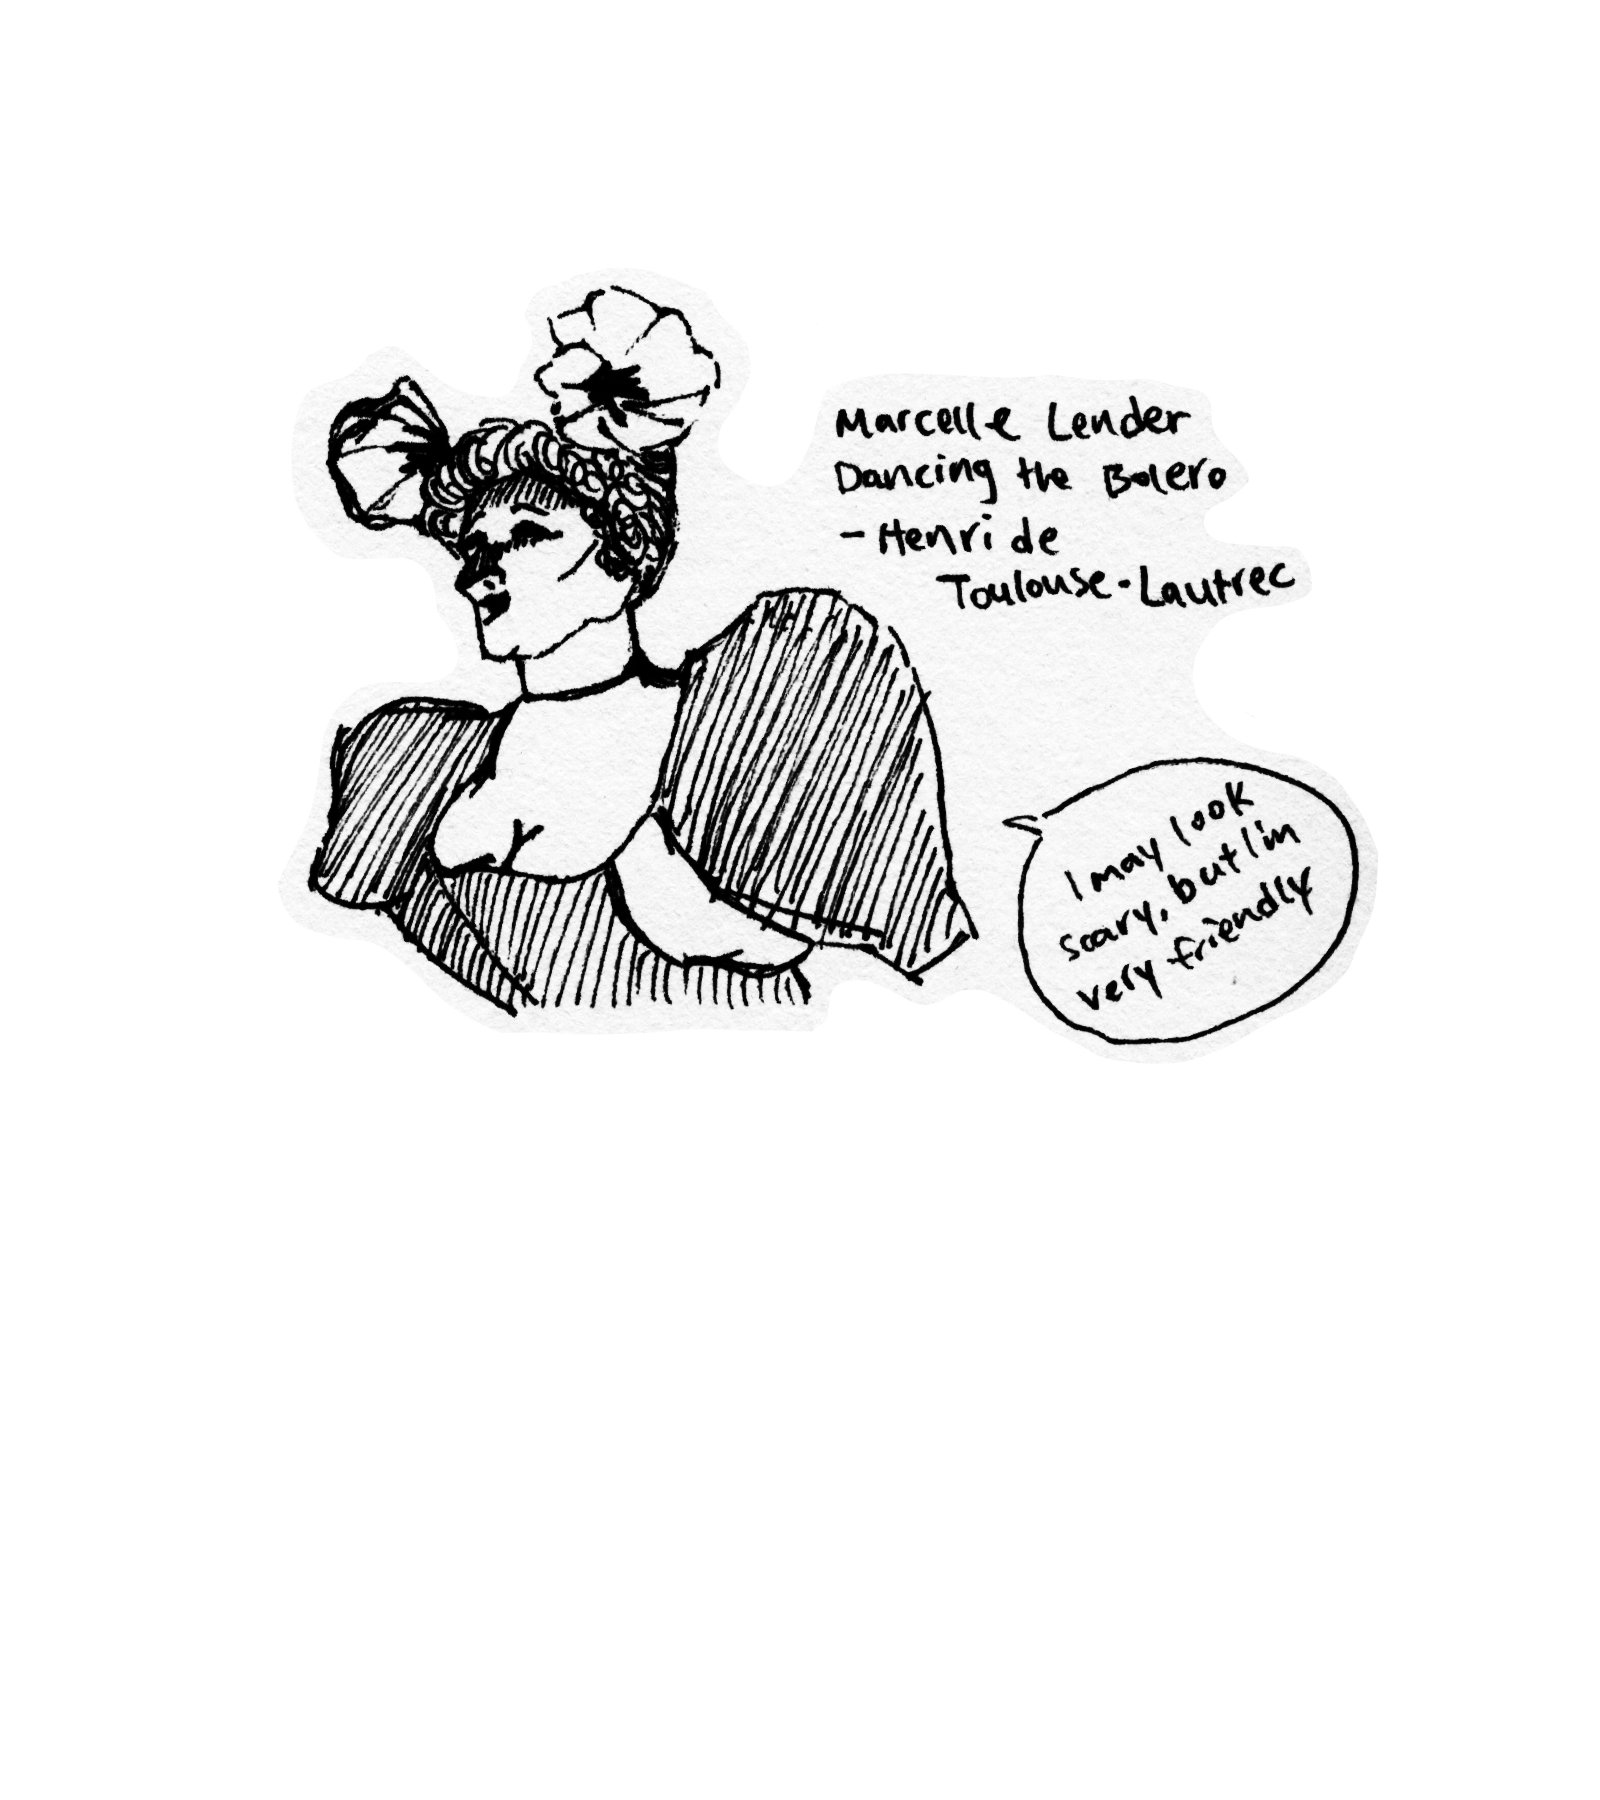 Marcelle Lender
Dancing the Bolero
- Henri de
Toulouse-Lautrec
I may look
scary, but I'm
very friendly